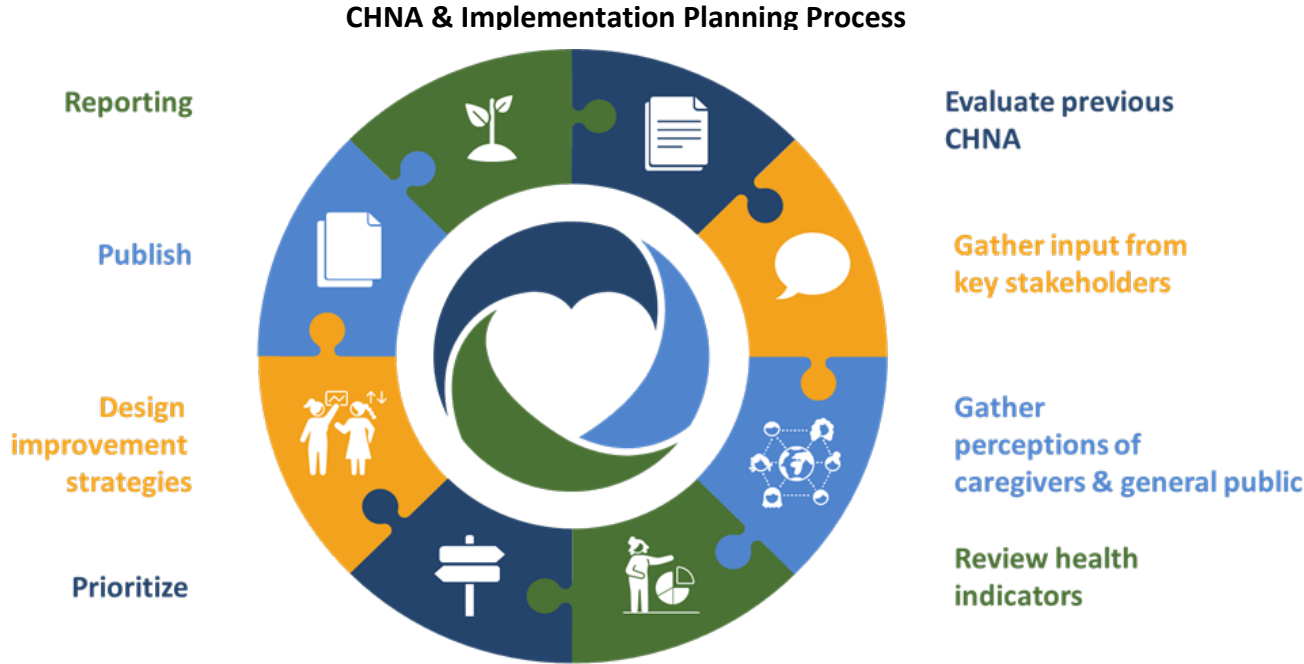 CHNA & Implementation Planning Process
Evaluate previous
CHNA
Gather input from
key stakeholders
Gather
perceptions of
caregivers & general public
Review health
indicators
Prioritize
Design
improvement
strategies
Publish
Reporting